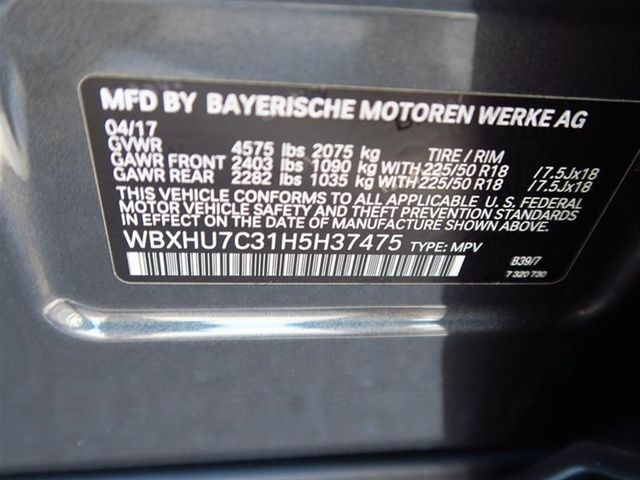 MFD BY BAYERISCHE MOTOREN WERKE AG
04/17
GVWR 4575 lbs 2075 kg TIRE / RIM
GAWR FRONT 2403 lbs 1090 kg WITH 225/50 R18 /7.5Jx18
GAWR REAR 2282 lbs 1035 kg WITH 225/50 R18 /7.5Jx18
THIS VEHICLE CONFORMS TO ALL APPLICABLE U. S. FEDERAL
MOTOR VEHICLE SAFETY AND THEFT PREVENTION STANDARDS
IN EFFECT ON THE DATE OF MANUFACTURE SHOWN ABOVE.
WBXHU7C31H5H37475 TYPE: MPV
B39/7
7 320 730